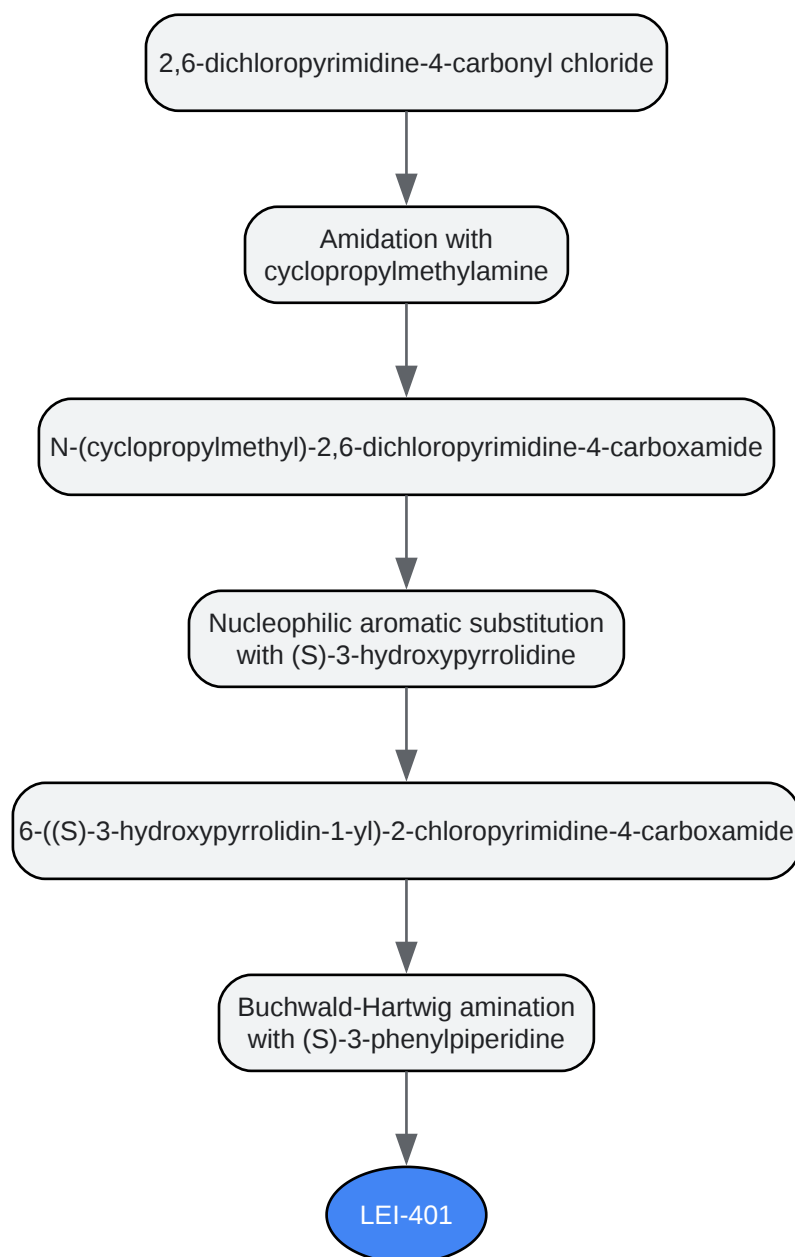 2,6-dichloropyrimidine-4-carbonyl chloride
Amidation with
cyclopropylmethylamine
N-(cyclopropylmethyl)-2,6-dichloropyrimidine-4-carboxamide
Nucleophilic aromatic substitution
with (S)-3-hydroxypyrrolidine
6-((S)-3-hydroxypyrrolidin-1-yl)-2-chloropyrimidine-4-carboxamide
Buchwald-Hartwig amination
with (S)-3-phenylpiperidine
LEI-401